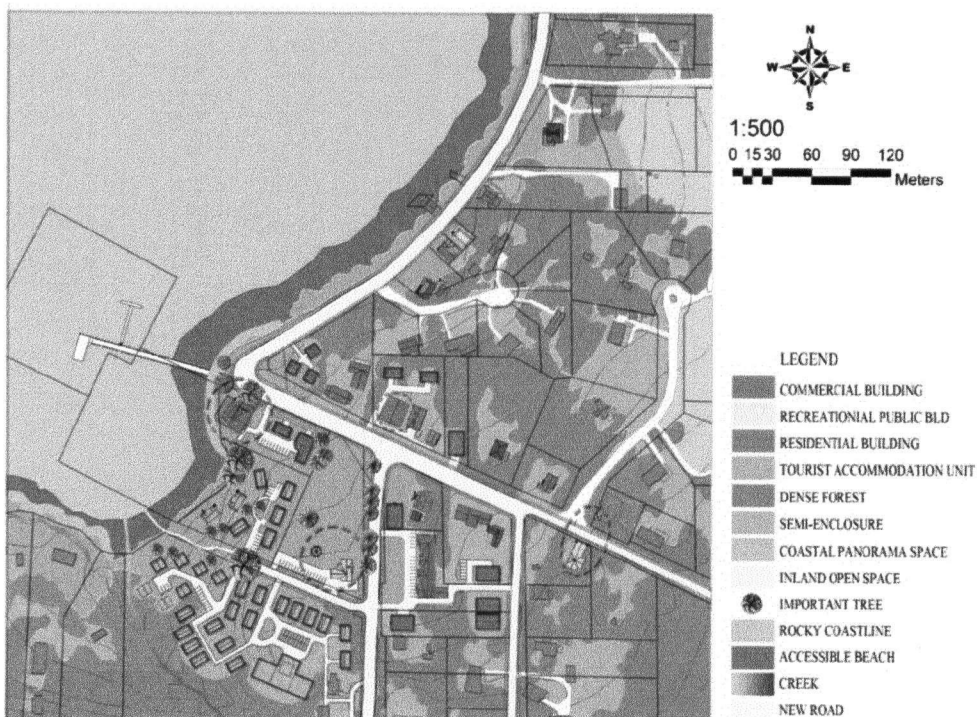 N
W E
S
1:500
0 15 30 60 90 120
Meters
LEGEND
COMMERCIAL BUILDING
RECREATIONIAL PUBLIC BLD
RESIDENTIAL BUILDING
TOURIST ACCOMMODATION UNIT
DENSE FOREST
SEMI-ENCLOSURE
COASTAL PANORAMA SPACE
INLAND OPEN SPACE
IMPORTANT TREE
ROCKY COASTLINE
ACCESSIBLE BEACH
CREEK
NEW ROAD